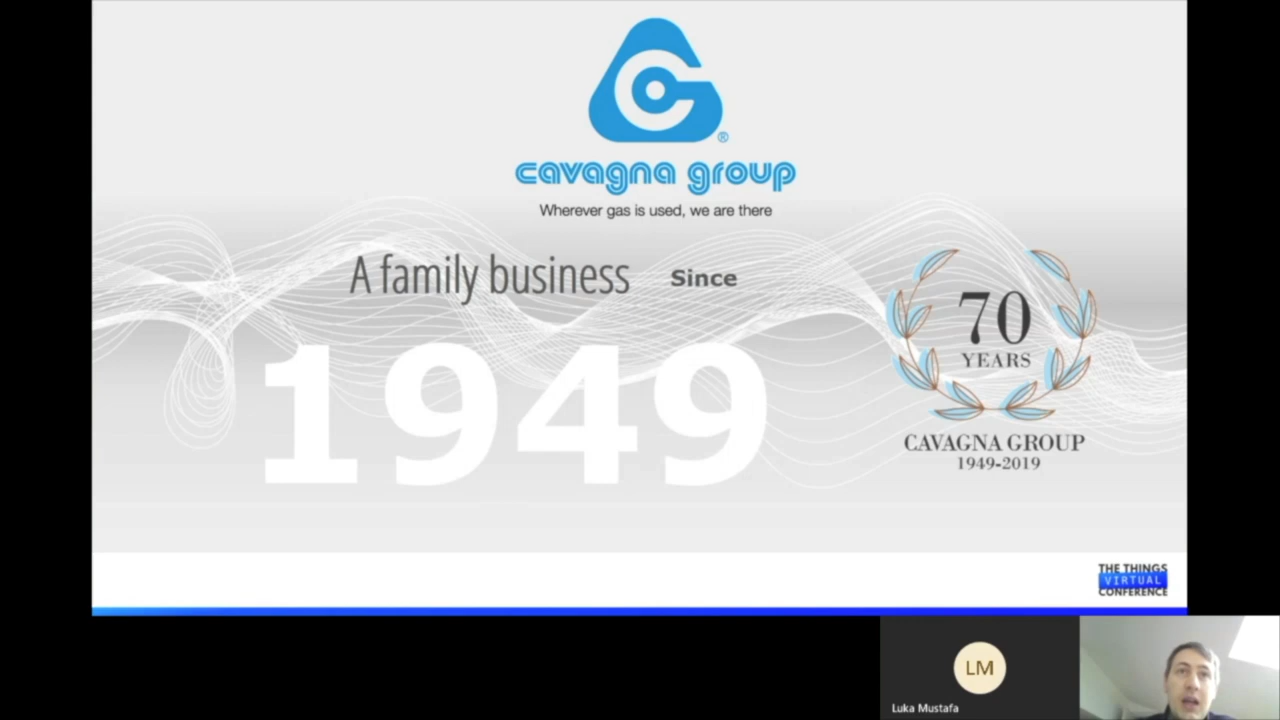 cavagna group
®
Wherever gas is used, we are there
A family business Since
1949
70
YEARS
CAVAGNA GROUP
1949-2019
THE THINGS
VIRTUAL
CONFERENCE
LM
Luka Mustafa